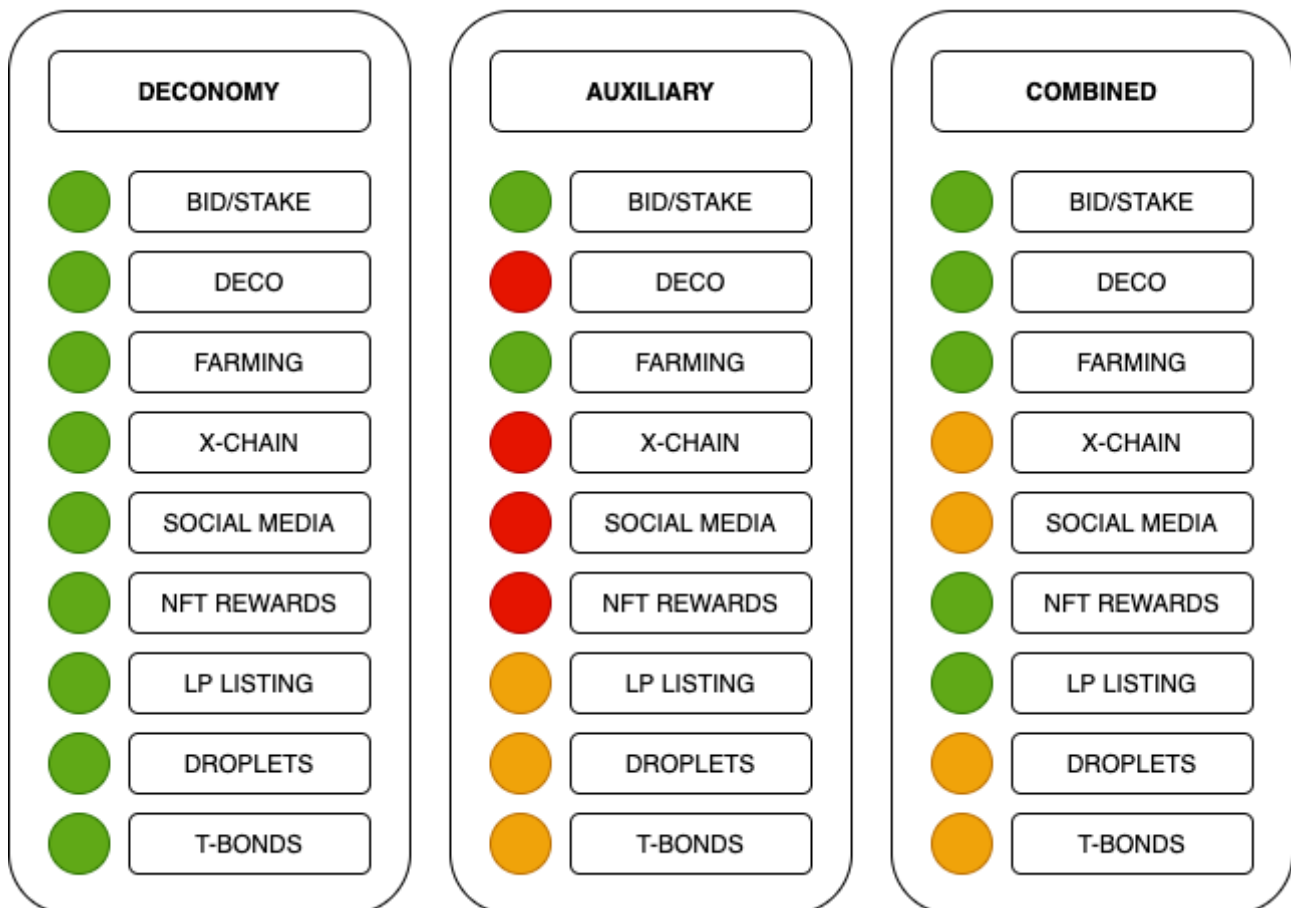 DECONOMY
BID/STAKE
DECO
FARMING
X-CHAIN
SOCIAL MEDIA
NFT REWARDS
LP LISTING
DROPLETS
T-BONDS
AUXILIARY
BID/STAKE
DECO
FARMING
X-CHAIN
SOCIAL MEDIA
NFT REWARDS
LP LISTING
DROPLETS
T-BONDS
COMBINED
BID/STAKE
DECO
FARMING
X-CHAIN
SOCIAL MEDIA
NFT REWARDS
LP LISTING
DROPLETS
T-BONDS